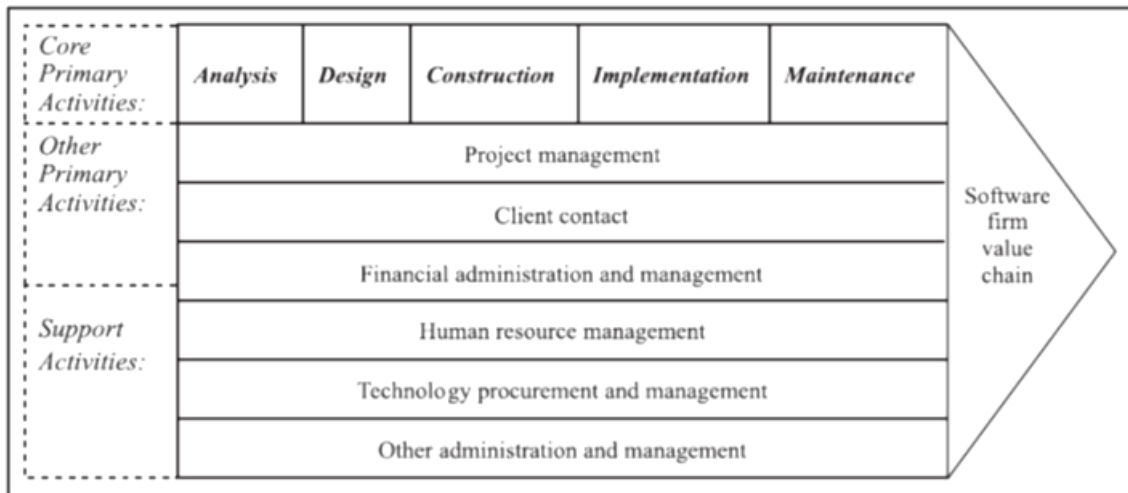 Core
Primary
Activities:
Analysis
Design
Construction
Implementation
Maintenance
Other
Primary
Activities:
Project management
Client contact
Financial administration and management
Support
Activities:
Human resource management
Technology procurement and management
Other administration and management
Software
firm
value
chain